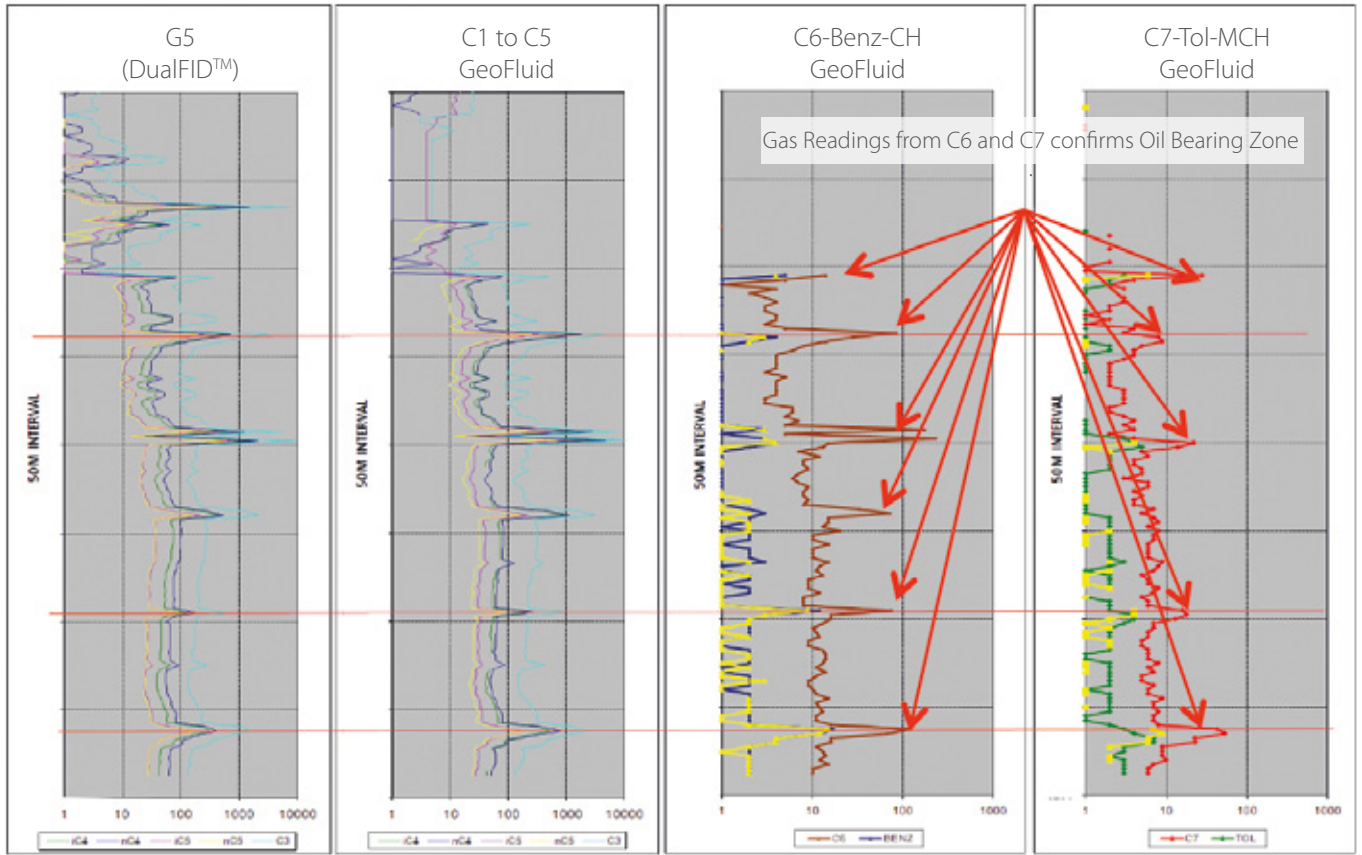 G5
(DualFID™)
C1 to C5
GeoFluid
C6-Benz-CH
GeoFluid
C7-Tol-MCH
GeoFluid
Gas Readings from C6 and C7 confirms Oil Bearing Zone
50M INTERVAL
50M INTERVAL
50M INTERVAL
50M INTERVAL
1 10 100 1000 10000
1 10 100 1000 10000
1 10 100 1000
1 10 100 1000
iC4 nC4 iC5 nC5 C3
iC4 nC4 iC5 nC5 C3
C6 BENZ
C7 TOL